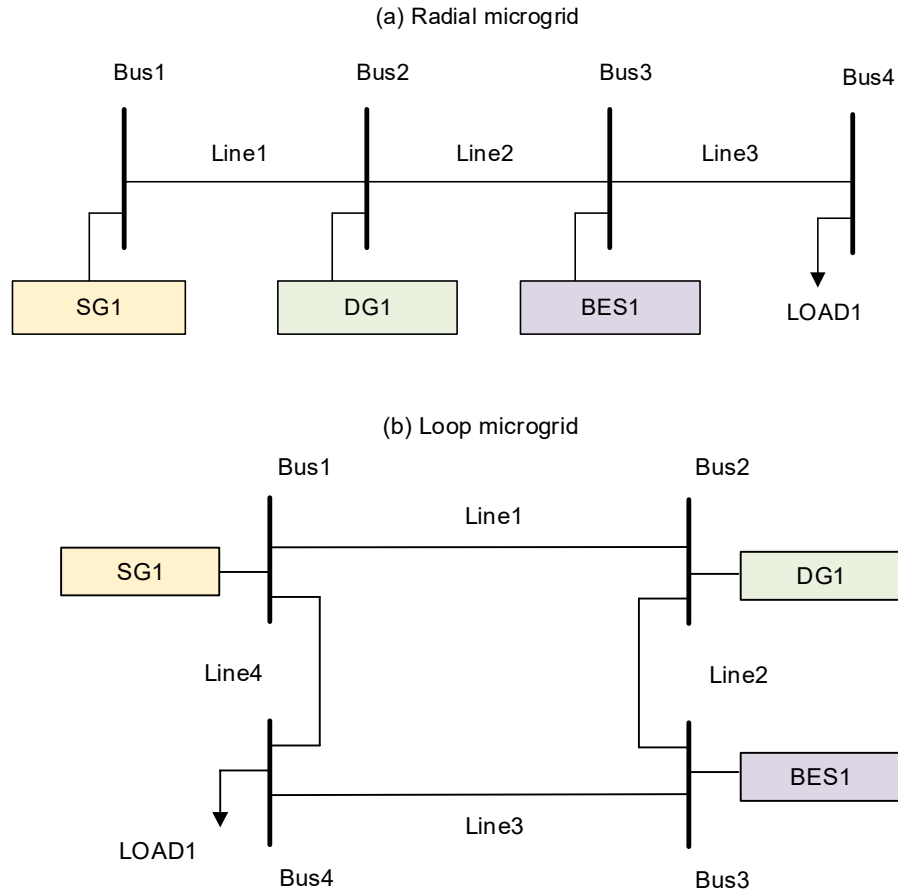 (a) Radial microgrid
Bus1
Bus2
Bus3
Bus4
Line1
Line2
Line3
SG1
DG1
BES1
LOAD1
(b) Loop microgrid
Bus1
Bus2
Line1
SG1
DG1
Line4
Line2
BES1
Line3
LOAD1
Bus4
Bus3